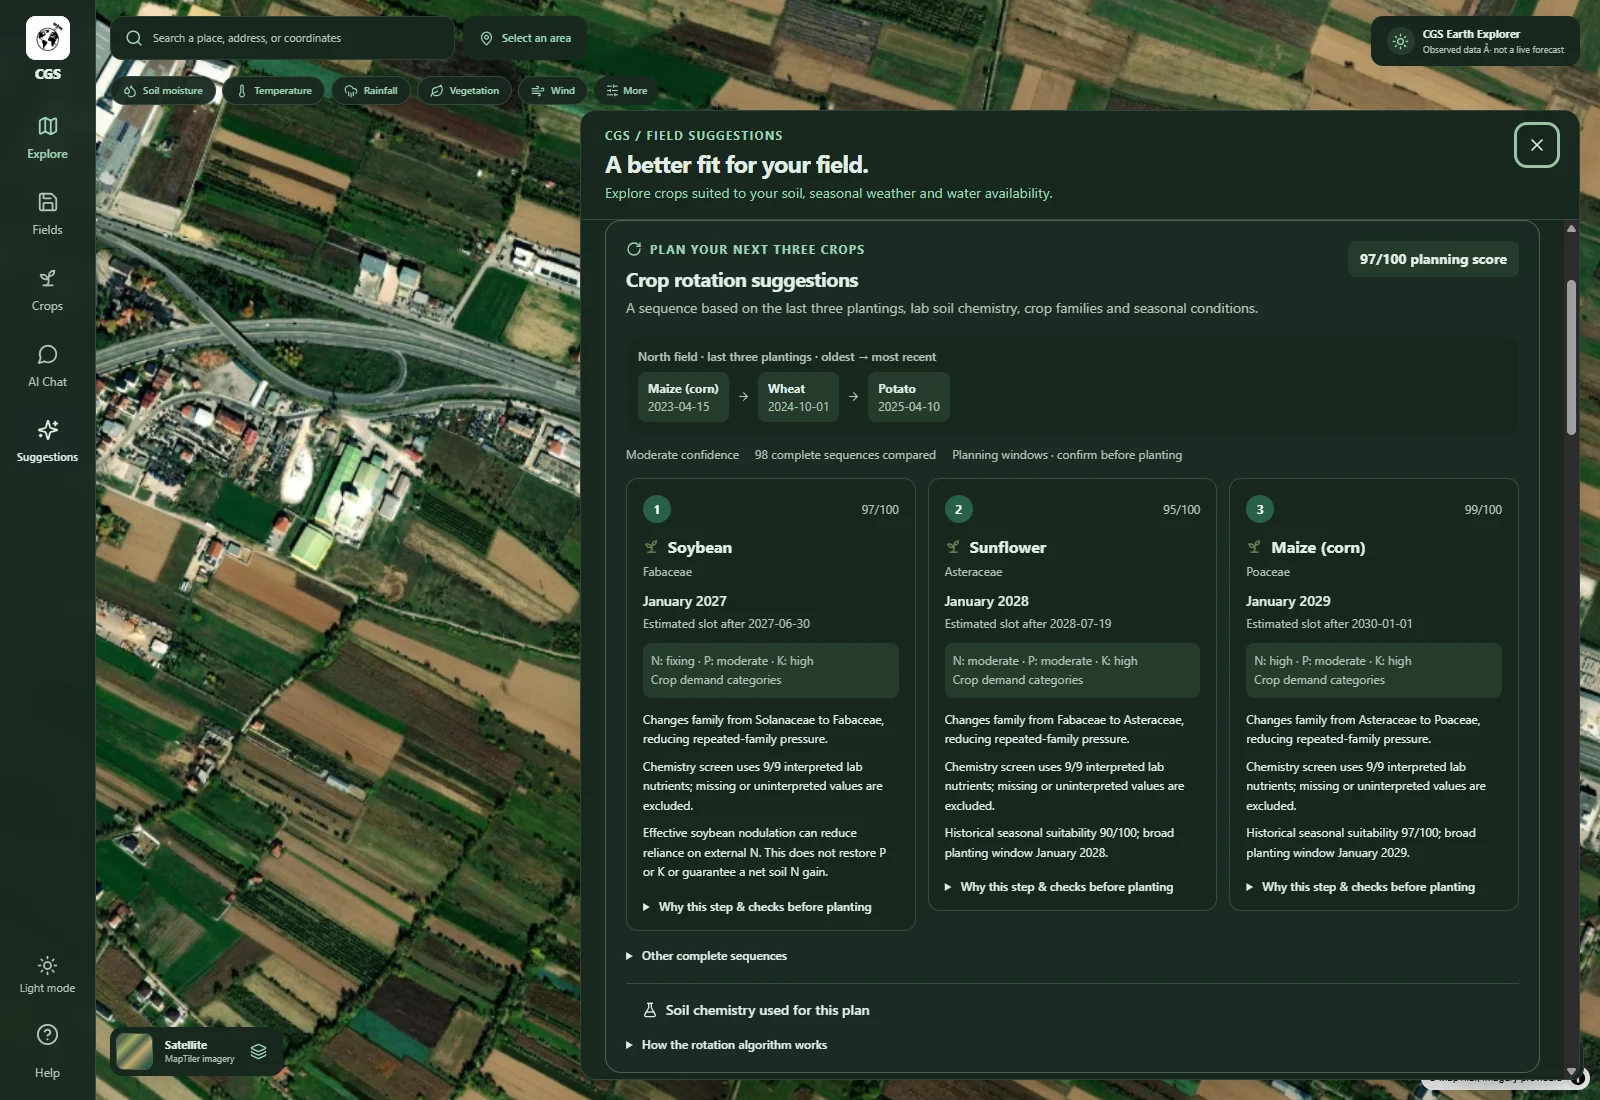 CGS
Explore
Fields
Crops
AI Chat
Suggestions
Light mode
Help
Search a place, address, or coordinates
Select an area
Soil moisture
Temperature
Rainfall
Vegetation
Wind
More
CGS Earth Explorer
Observed data Â· not a live forecast
CGS / FIELD SUGGESTIONS
A better fit for your field.
Explore crops suited to your soil, seasonal weather and water availability.
PLAN YOUR NEXT THREE CROPS
97/100 planning score
Crop rotation suggestions
A sequence based on the last three plantings, lab soil chemistry, crop families and seasonal conditions.
North field · last three plantings · oldest → most recent
Maize (corn)
2023-04-15
→
Wheat
2024-10-01
→
Potato
2025-04-10
Moderate confidence
98 complete sequences compared
Planning windows · confirm before planting
1
97/100
Soybean
Fabaceae
January 2027
Estimated slot after 2027-06-30
N: fixing · P: moderate · K: high
Crop demand categories
Changes family from Solanaceae to Fabaceae,
reducing repeated-family pressure.
Chemistry screen uses 9/9 interpreted lab
nutrients; missing or uninterpreted values are
excluded.
Effective soybean nodulation can reduce
reliance on external N. This does not restore P
or K or guarantee a net soil N gain.
Why this step & checks before planting
2
95/100
Sunflower
Asteraceae
January 2028
Estimated slot after 2028-07-19
N: moderate · P: moderate · K: high
Crop demand categories
Changes family from Fabaceae to Asteraceae,
reducing repeated-family pressure.
Chemistry screen uses 9/9 interpreted lab
nutrients; missing or uninterpreted values are
excluded.
Historical seasonal suitability 90/100; broad
planting window January 2028.
Why this step & checks before planting
3
99/100
Maize (corn)
Poaceae
January 2029
Estimated slot after 2030-01-01
N: high · P: moderate · K: high
Crop demand categories
Changes family from Asteraceae to Poaceae,
reducing repeated-family pressure.
Chemistry screen uses 9/9 interpreted lab
nutrients; missing or uninterpreted values are
excluded.
Historical seasonal suitability 97/100; broad
planting window January 2029.
Why this step & checks before planting
Other complete sequences
Soil chemistry used for this plan
How the rotation algorithm works
Satellite
MapTiler imagery